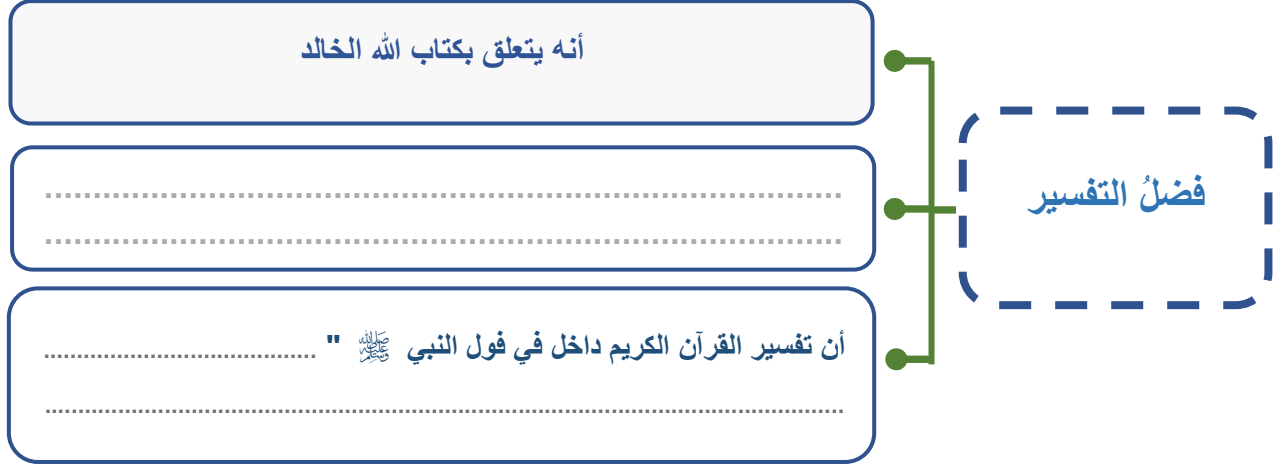 فضلُ التفسير
أنه يتعلق بكتاب الله الخالد
................................................................................
................................................................................
أن تفسير القرآن الكريم داخل في فول النبي ﷺ " .......................................
................................................................................